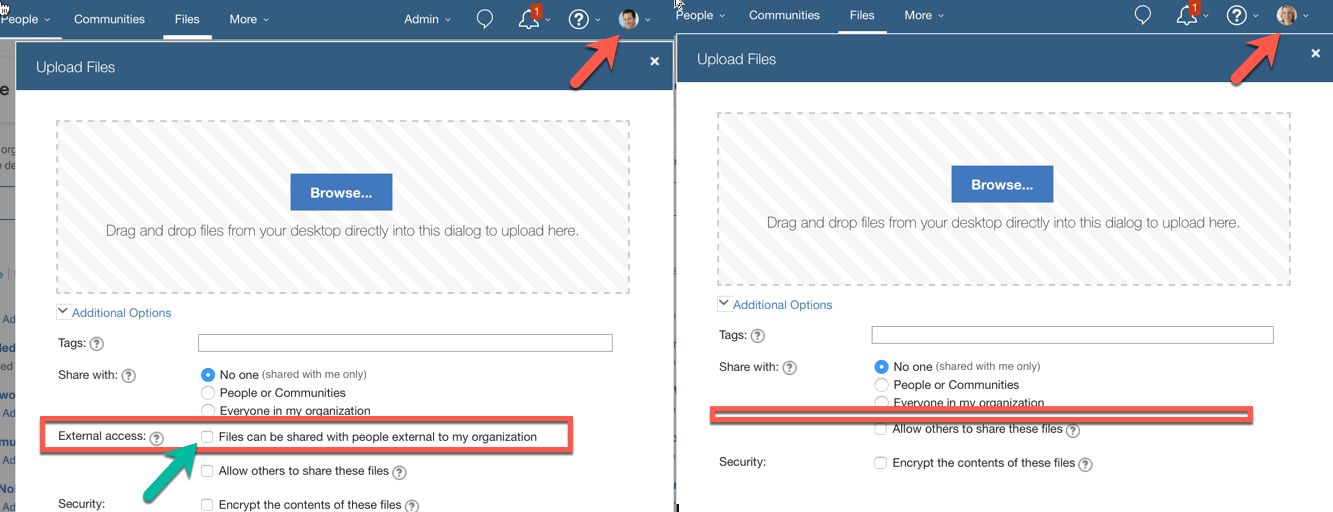 People Communities Files More Admin 1
Upload Files
Browse...
Drag and drop files from your desktop directly into this dialog to upload here.
Additional Options
Tags:
Share with: No one (shared with me only)
People or Communities
Everyone in my organization
External access: Files can be shared with people external to my organization
Allow others to share these files ?
Security: Encrypt the contents of these files ?
People Communities Files More 1
Upload Files
Browse...
Drag and drop files from your desktop directly into this dialog to upload here.
Additional Options
Tags:
Share with: No one (shared with me only)
People or Communities
Everyone in my organization
Allow others to share these files ?
Security: Encrypt the contents of these files ?